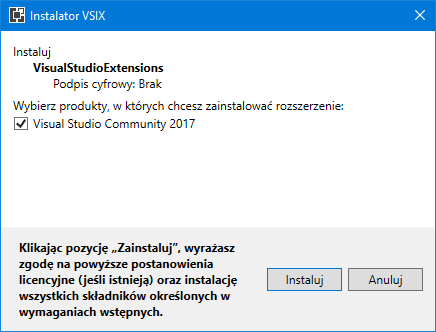 Instalator VSIX
Instaluj
VisualStudioExtensions
Podpis cyfrowy: Brak
Wybierz produkty, w których chcesz zainstalować rozszerzenie:
Visual Studio Community 2017
Klikając pozycję „Zainstaluj”, wyrażasz
zgodę na powyższe postanowienia
licencyjne (jeśli istnieją) oraz instalację
wszystkich składników określonych w
wymaganiach wstępnych.
Instaluj
Anuluj